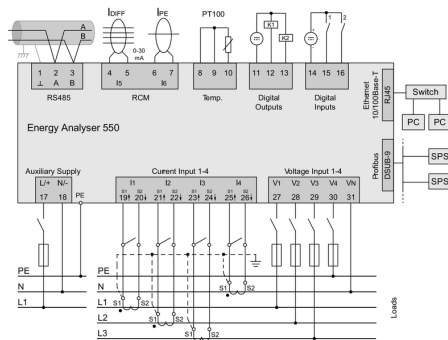 IDIFF IPE PT100
A
B
0-30
mA
K1
K2
1 2
1 2 3 4 5 6 7 8 9 10 11 12 13 14 15 16
⊥ A B I5 I6
RS485 RCM Temp. Digital Outputs Digital Inputs
Ethernet
10/100Base-T
RJ45
Switch
PC PC
Energy Analyser 550
Profibus
DSUB-9
SPS
SPS
Auxiliary Supply Current Input 1-4 Voltage Input 1-4
L/+ N/- PE I1 I2 I3 I4 V1 V2 V3 V4 VN
S1 S2 S1 S2 S1 S2 S1 S2
17 18 19 20 21 22 23 24 25 26 27 28 29 30 31
PE PE
N N
S1 S2
L1 L1
S1 S2
L2
S1 S2
L3
S1 S2
Loads